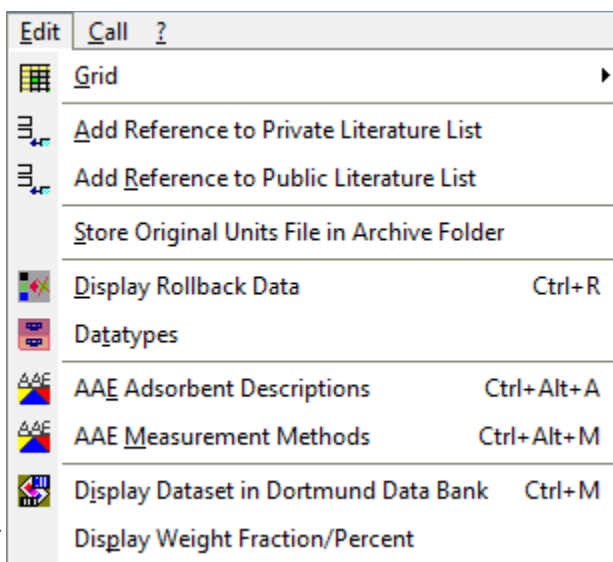 Edit Call ?
Grid
Add Reference to Private Literature List
Add Reference to Public Literature List
Store Original Units File in Archive Folder
Display Rollback Data Ctrl+R
Datatypes
AAE AAE Adsorbent Descriptions Ctrl+Alt+A
AAE AAE Measurement Methods Ctrl+Alt+M
Display Dataset in Dortmund Data Bank Ctrl+M
Display Weight Fraction/Percent